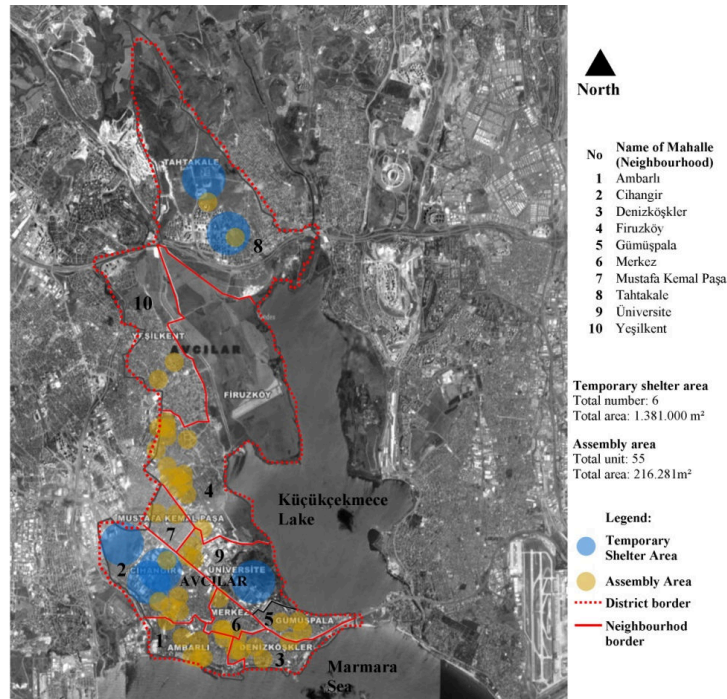 North
No Name of Mahalle
(Neighbourhood)
1 Ambarlı
2 Cihangir
3 Denizköşkler
4 Firuzköy
5 Gümüşpala
6 Merkez
7 Mustafa Kemal Paşa
8 Tahtakale
9 Üniversite
10 Yeşilkent
Temporary shelter area
Total number: 6
Total area: 1.381.000 m²
Assembly area
Total unit: 55
Total area: 216.281m²
Legend:
Temporary
Shelter Area
Assembly Area
District border
Neighbourhod
border
TAHTAKALE
8
10
YEŞİLKENT
AVCILAR
FİRUZKÖY
4
Küçükçekmece
Lake
MUSTAFA KEMAL PAŞA
7
9
2
CİHANGİR
ÜNİVERSİTE
AVCILAR
MERKEZ
5
GÜMÜŞPALA
6
1
AMBARLI
DENİZKÖŞKLER
3
Marmara
Sea